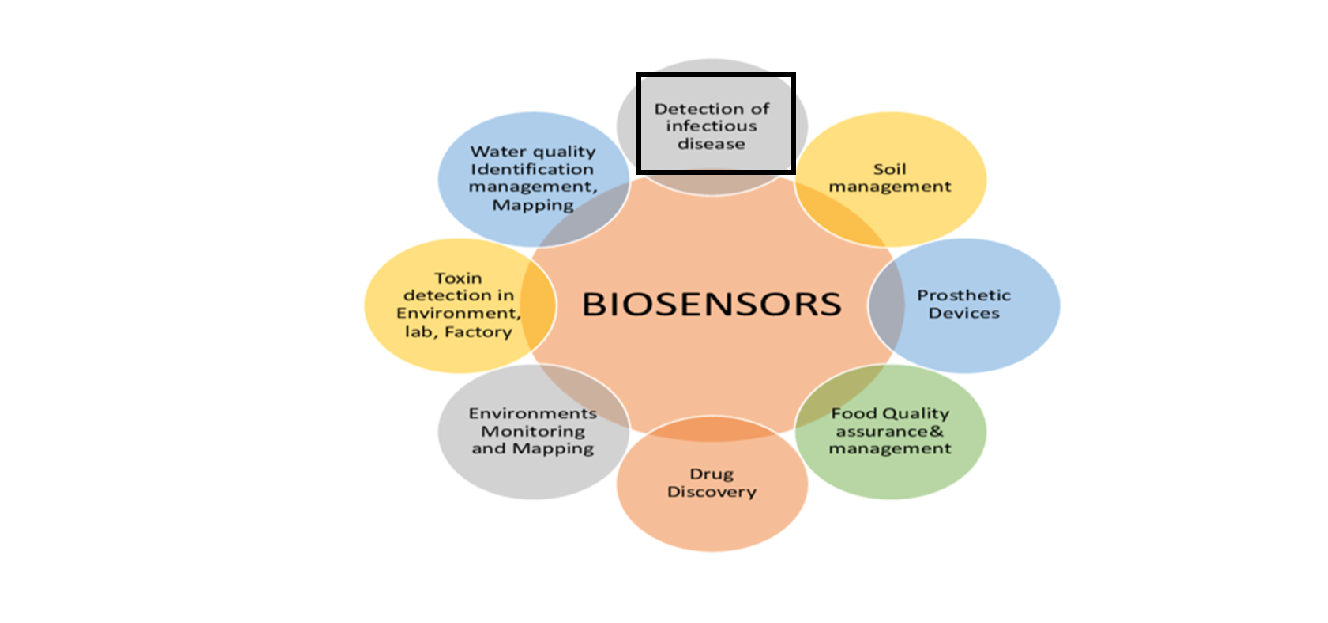 Detection of
infectious
disease
Soil
management
Prosthetic
Devices
Food Quality
assurance&
management
Drug
Discovery
Environments
Monitoring
and Mapping
Toxin
detection in
Environment,
lab, Factory
Water quality
Identification
management,
Mapping
BIOSENSORS